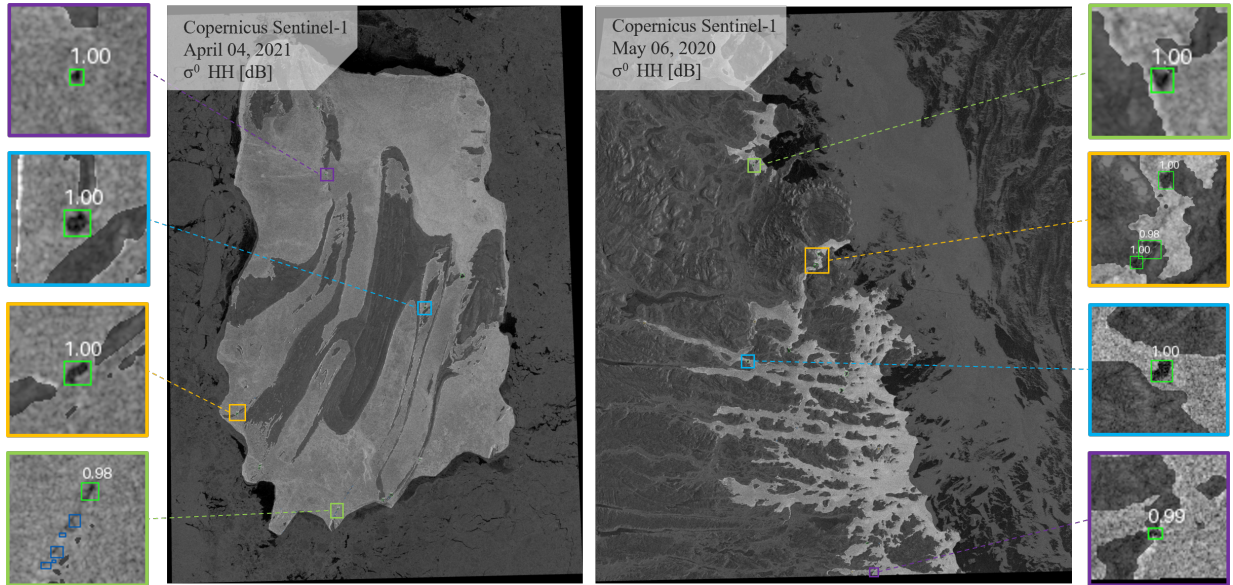 Copernicus Sentinel-1
April 04, 2021
σ⁰ HH [dB]
1.00
1.00
1.00
0.98
Copernicus Sentinel-1
May 06, 2020
σ⁰ HH [dB]
1.00
1.00
0.98
1.00
1.00
0.99